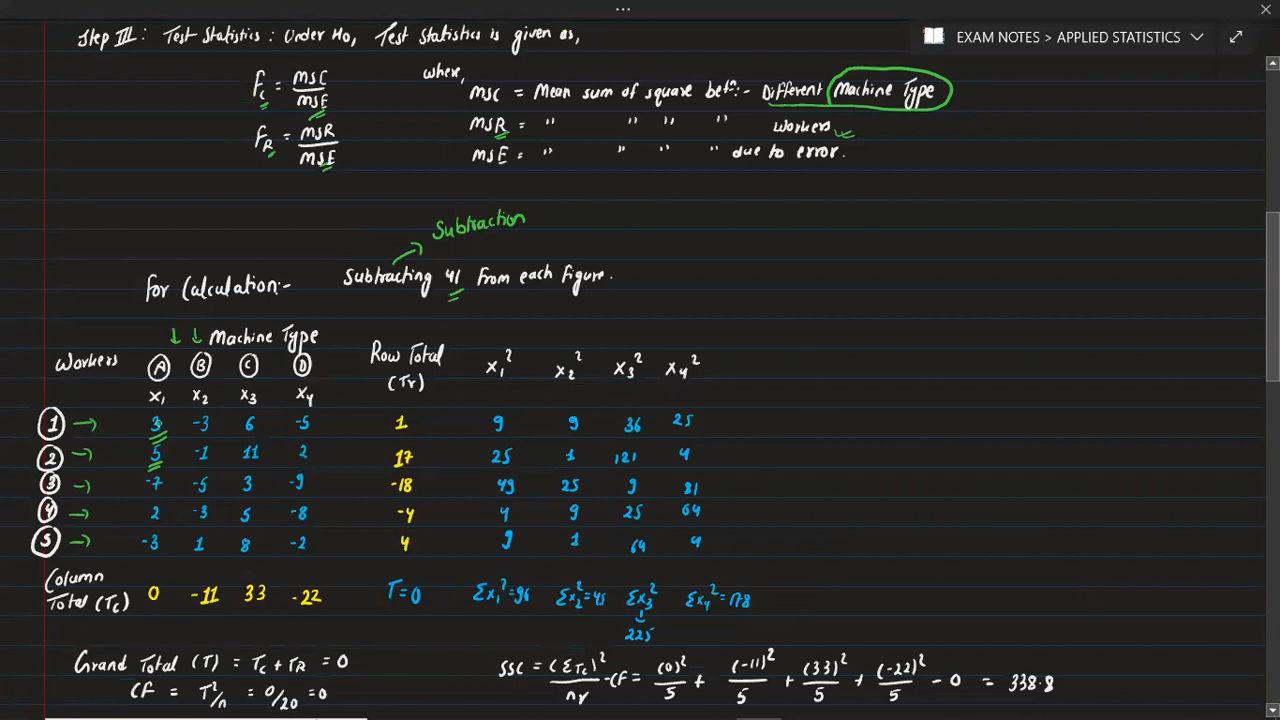 EXAM NOTES > APPLIED STATISTICS
Step III: Test Statistics: Under Ho, Test Statistics is given as,
Fc = MSC/MSE where, MSC = Mean sum of square betn:- Different Machine Type
FR = MSR/MSE MSR = " " " " Workers
MSE = " " " " due to error.
Subtraction
for Calculation:- Subtracting 41 from each figure.
Machine Type
Workers A B C D Row Total (Tr) x₁² x₂² x₃² x₄²
x₁ x₂ x₃ x₄
1 → 3 -3 6 -5 1 9 9 36 25
2 → 5 -1 11 2 17 25 1 121 4
3 → -7 -5 3 -9 -18 49 25 9 81
4 → 2 -3 5 -8 -4 4 9 25 64
5 → -3 1 8 -2 4 9 1 64 4
Column Total (Tc) 0 -11 33 -22 T=0 Σx₁²=96 Σx₂²=45 Σx₃² Σx₄²=178
225
Grand Total (T) = Tc + TR = 0
CF = T²/n = 0/20 = 0
SSC = (ΣTc)²/nr - CF = (0)²/5 + (-11)²/5 + (33)²/5 + (-22)²/5 - 0 = 338.8